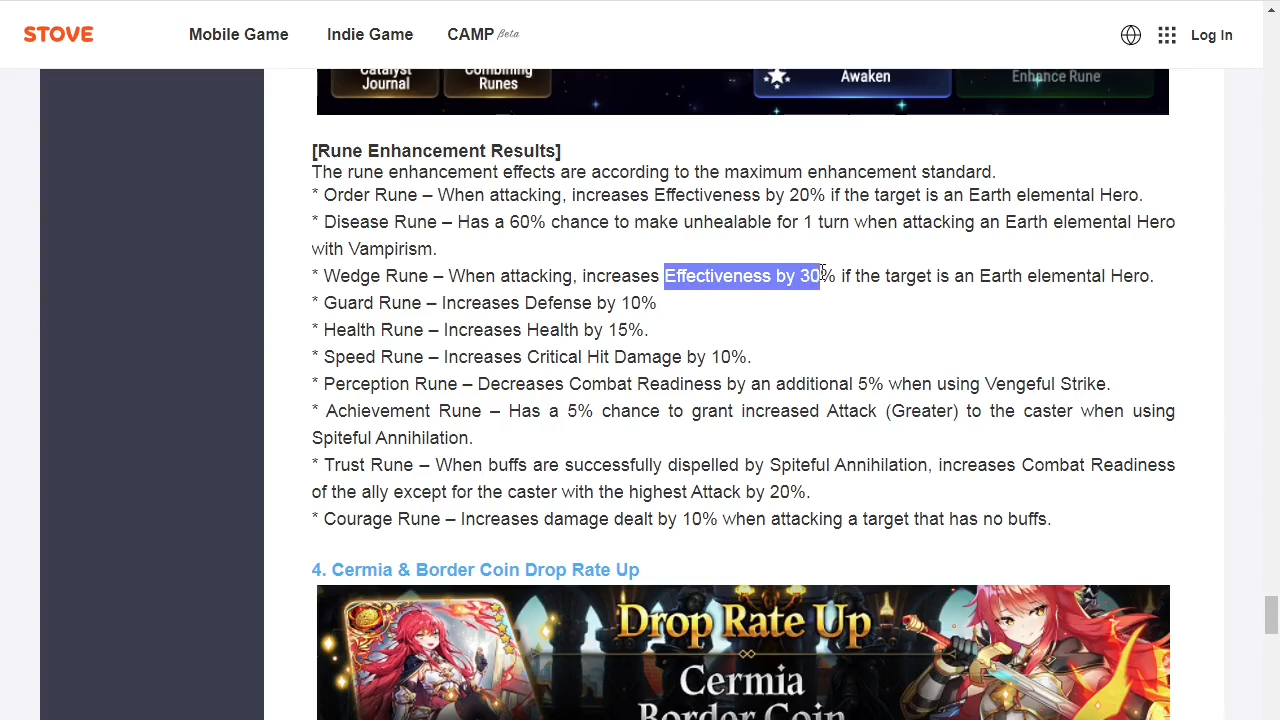 STOVE Mobile Game Indie Game CAMP Beta Log In
Catalyst Journal
Combining Runes
Awaken
Enhance Rune
[Rune Enhancement Results]
The rune enhancement effects are according to the maximum enhancement standard.
* Order Rune – When attacking, increases Effectiveness by 20% if the target is an Earth elemental Hero.
* Disease Rune – Has a 60% chance to make unhealable for 1 turn when attacking an Earth elemental Hero
with Vampirism.
* Wedge Rune – When attacking, increases Effectiveness by 30% if the target is an Earth elemental Hero.
* Guard Rune – Increases Defense by 10%
* Health Rune – Increases Health by 15%.
* Speed Rune – Increases Critical Hit Damage by 10%.
* Perception Rune – Decreases Combat Readiness by an additional 5% when using Vengeful Strike.
* Achievement Rune – Has a 5% chance to grant increased Attack (Greater) to the caster when using
Spiteful Annihilation.
* Trust Rune – When buffs are successfully dispelled by Spiteful Annihilation, increases Combat Readiness
of the ally except for the caster with the highest Attack by 20%.
* Courage Rune – Increases damage dealt by 10% when attacking a target that has no buffs.
4. Cermia & Border Coin Drop Rate Up
Drop Rate Up
Cermia
Border Coin